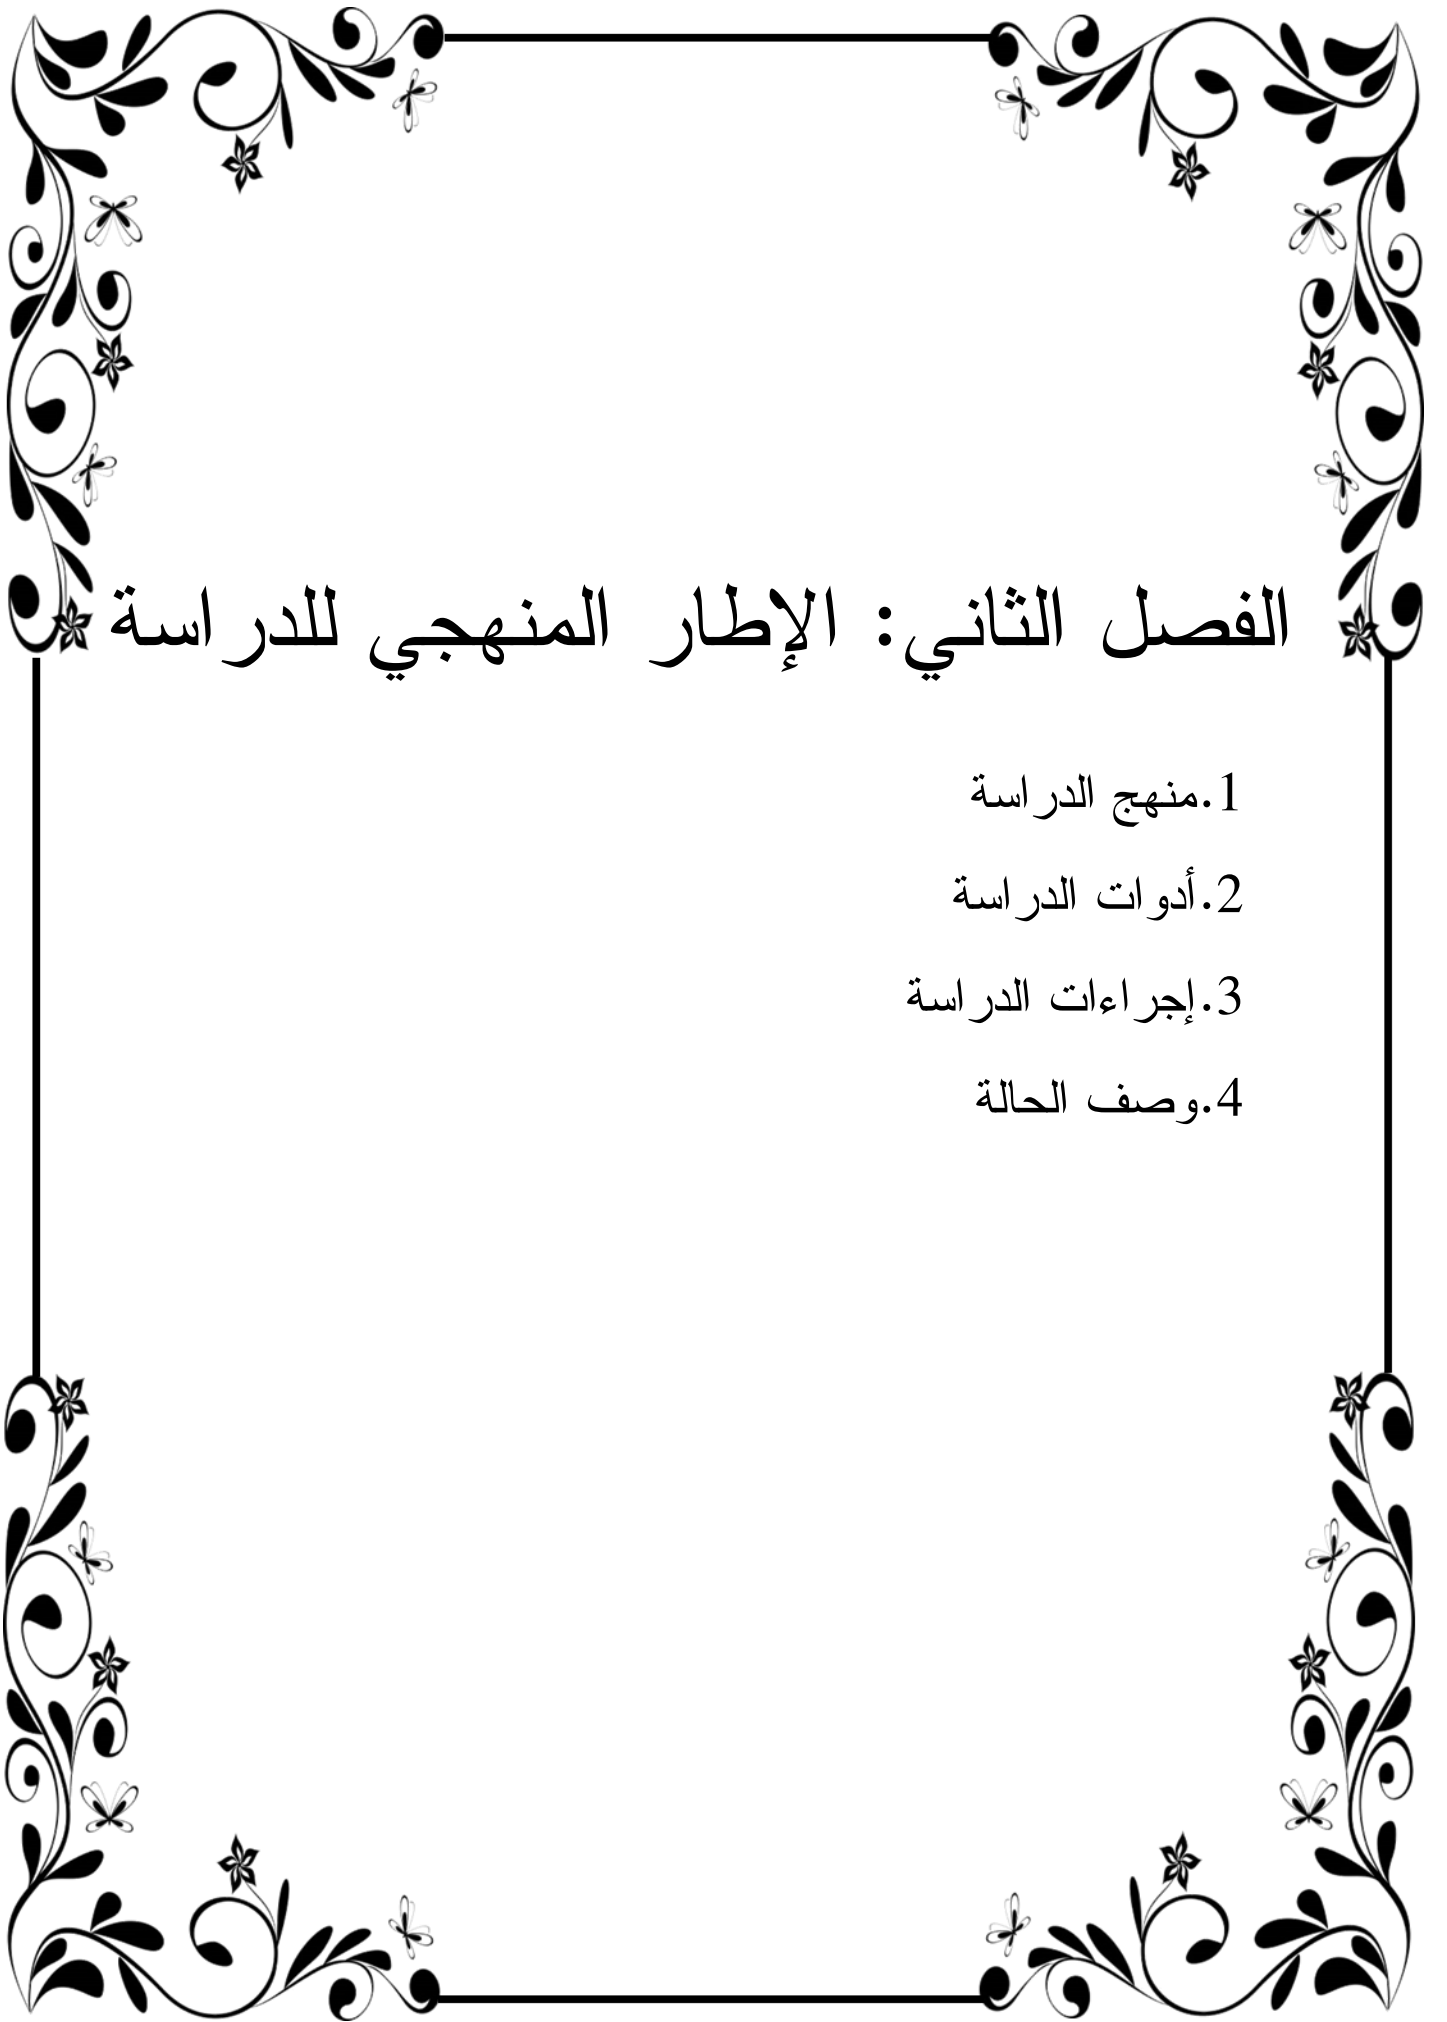 الفصل الثاني: الإطار المنهجي للدراسة
1.منهج الدراسة
2.أدوات الدراسة
3.إجراءات الدراسة
4.وصف الحالة